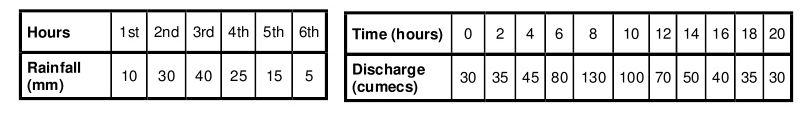 Hours 1st 2nd 3rd 4th 5th 6th
Rainfall (mm) 10 30 40 25 15 5
Time (hours) 0 2 4 6 8 10 12 14 16 18 20
Discharge (cumecs) 30 35 45 80 130 100 70 50 40 35 30